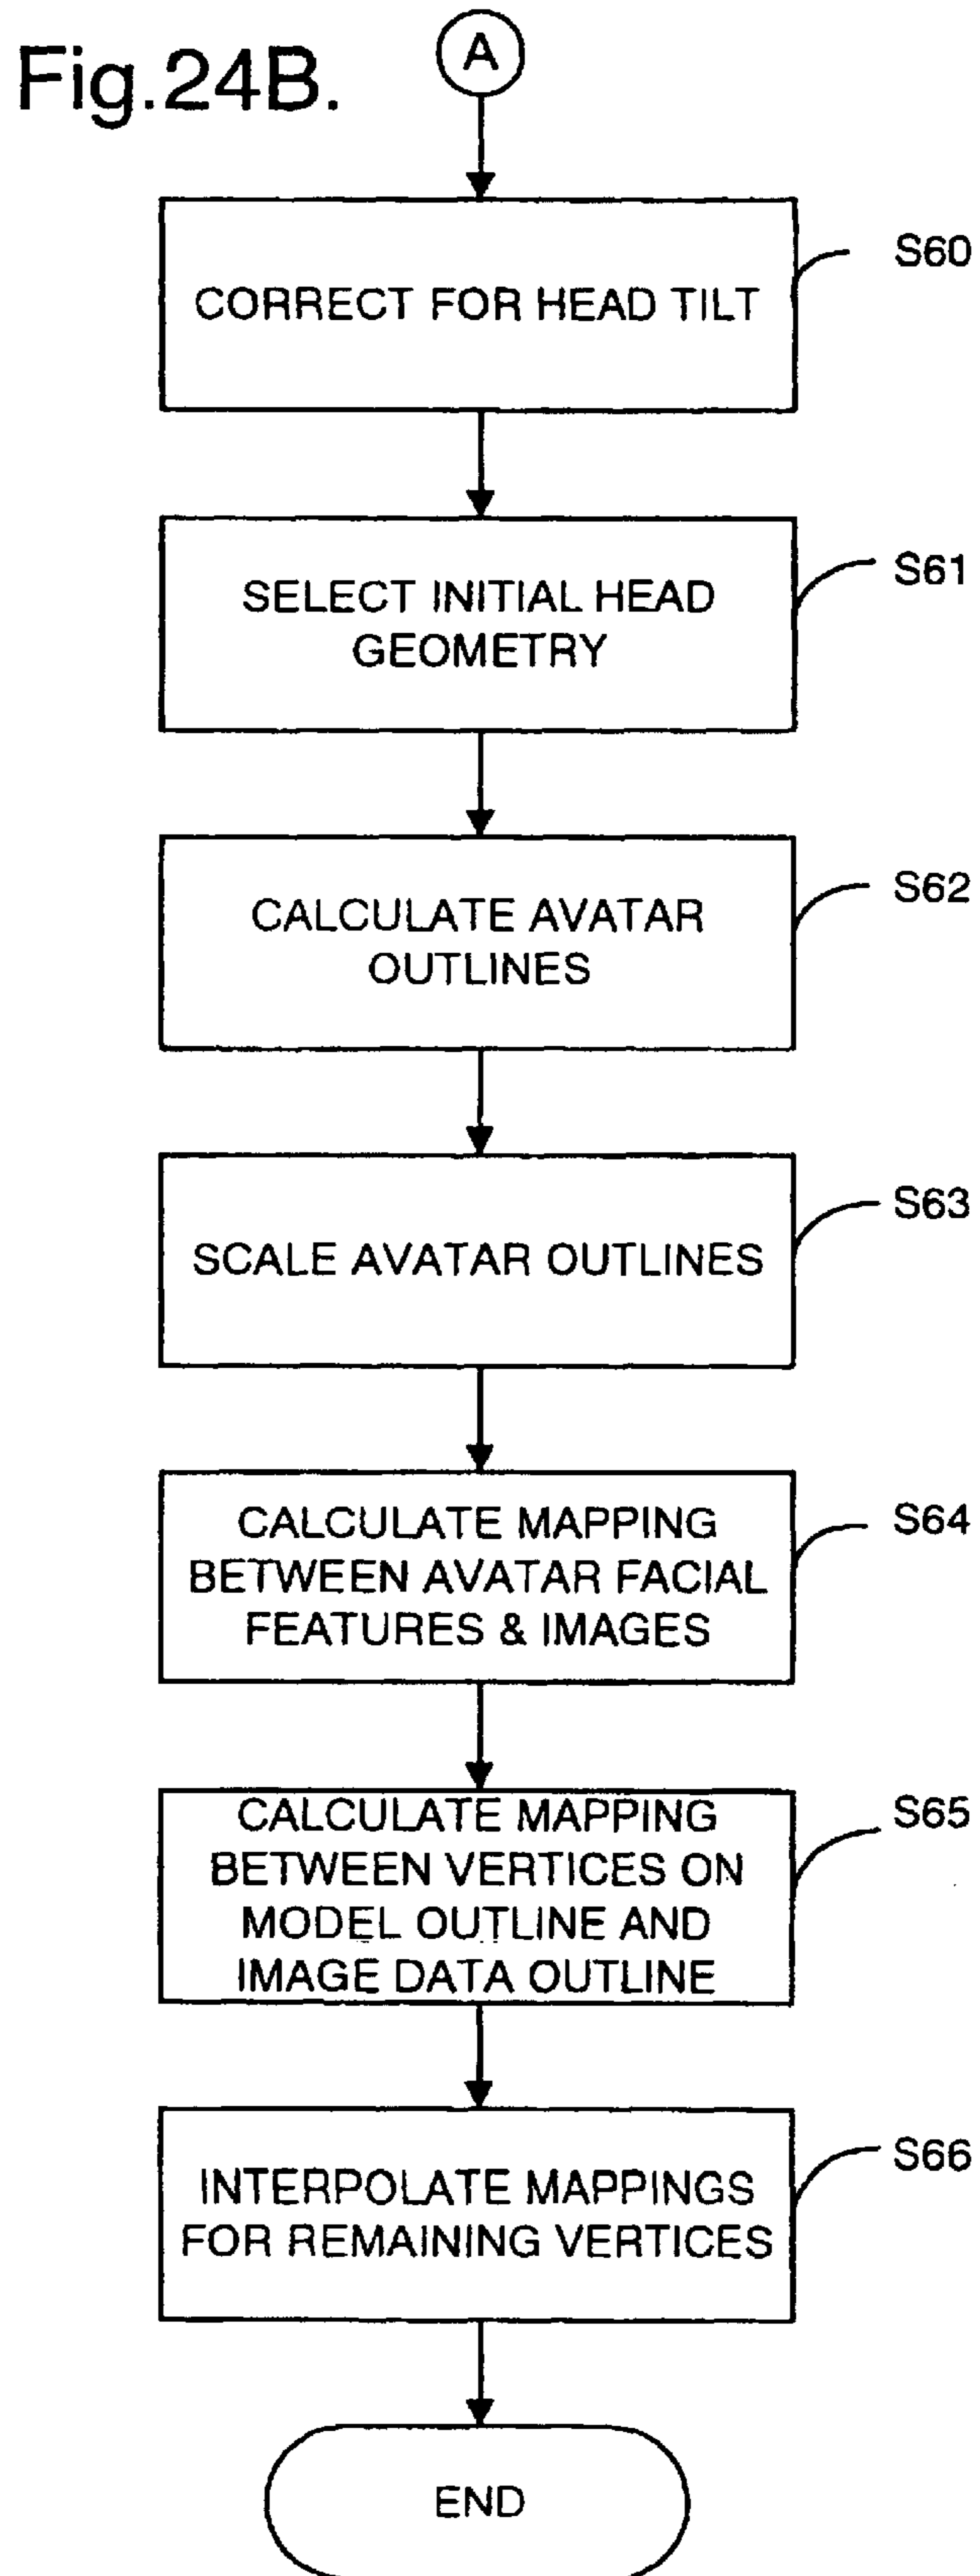 Fig.24B.
A
S60
CORRECT FOR HEAD TILT
S61
SELECT INITIAL HEAD
GEOMETRY
S62
CALCULATE AVATAR
OUTLINES
S63
SCALE AVATAR OUTLINES
S64
CALCULATE MAPPING
BETWEEN AVATAR FACIAL
FEATURES & IMAGES
S65
CALCULATE MAPPING
BETWEEN VERTICES ON
MODEL OUTLINE AND
IMAGE DATA OUTLINE
S66
INTERPOLATE MAPPINGS
FOR REMAINING VERTICES
END